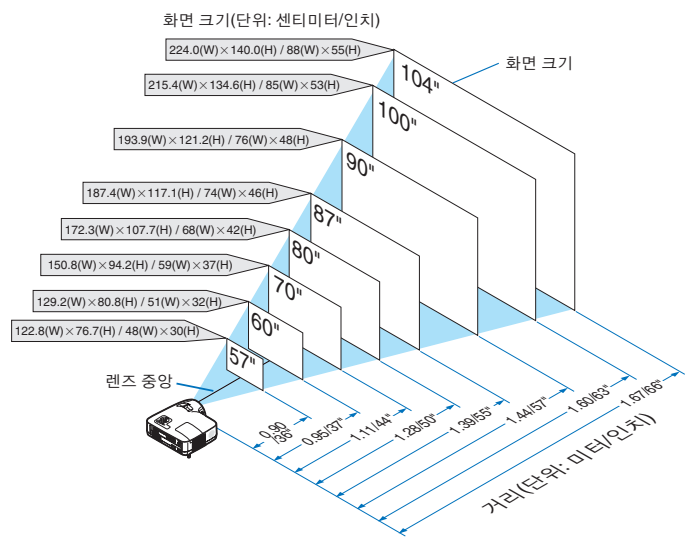 화면 크기(단위: 센티미터/인치)
224.0(W)×140.0(H) / 88(W)×55(H)
104"
화면 크기
215.4(W)×134.6(H) / 85(W)×53(H)
100"
193.9(W)×121.2(H) / 76(W)×48(H)
90"
187.4(W)×117.1(H) / 74(W)×46(H)
87"
172.3(W)×107.7(H) / 68(W)×42(H)
80"
150.8(W)×94.2(H) / 59(W)×37(H)
70"
129.2(W)×80.8(H) / 51(W)×32(H)
60"
122.8(W)×76.7(H) / 48(W)×30(H)
57"
렌즈 중앙
0.90
/36"
0.95/37"
1.11/44"
1.28/50"
1.39/55"
1.44/57"
1.60/63"
1.67/66"
거리(단위: 미터/인치)